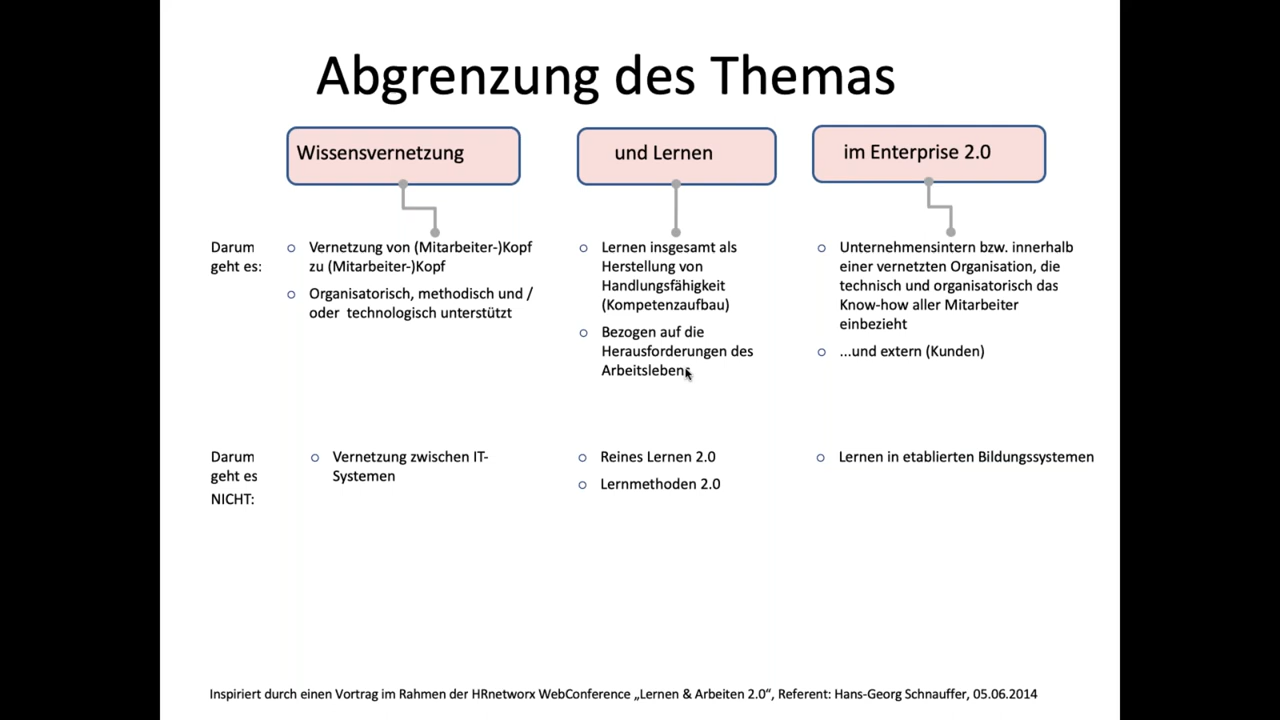 Abgrenzung des Themas
Wissensvernetzung
und Lernen
im Enterprise 2.0
Darum
geht es:
Vernetzung von (Mitarbeiter-)Kopf
zu (Mitarbeiter-)Kopf
Organisatorisch, methodisch und /
oder technologisch unterstützt
Lernen insgesamt als
Herstellung von
Handlungsfähigkeit
(Kompetenzaufbau)
Bezogen auf die
Herausforderungen des
Arbeitslebens
Unternehmensintern bzw. innerhalb
einer vernetzten Organisation, die
technisch und organisatorisch das
Know-how aller Mitarbeiter
einbezieht
...und extern (Kunden)
Darum
geht es
NICHT:
Vernetzung zwischen IT-
Systemen
Reines Lernen 2.0
Lernmethoden 2.0
Lernen in etablierten Bildungssystemen
Inspiriert durch einen Vortrag im Rahmen der HRnetworx WebConference „Lernen & Arbeiten 2.0“, Referent: Hans-Georg Schnauffer, 05.06.2014